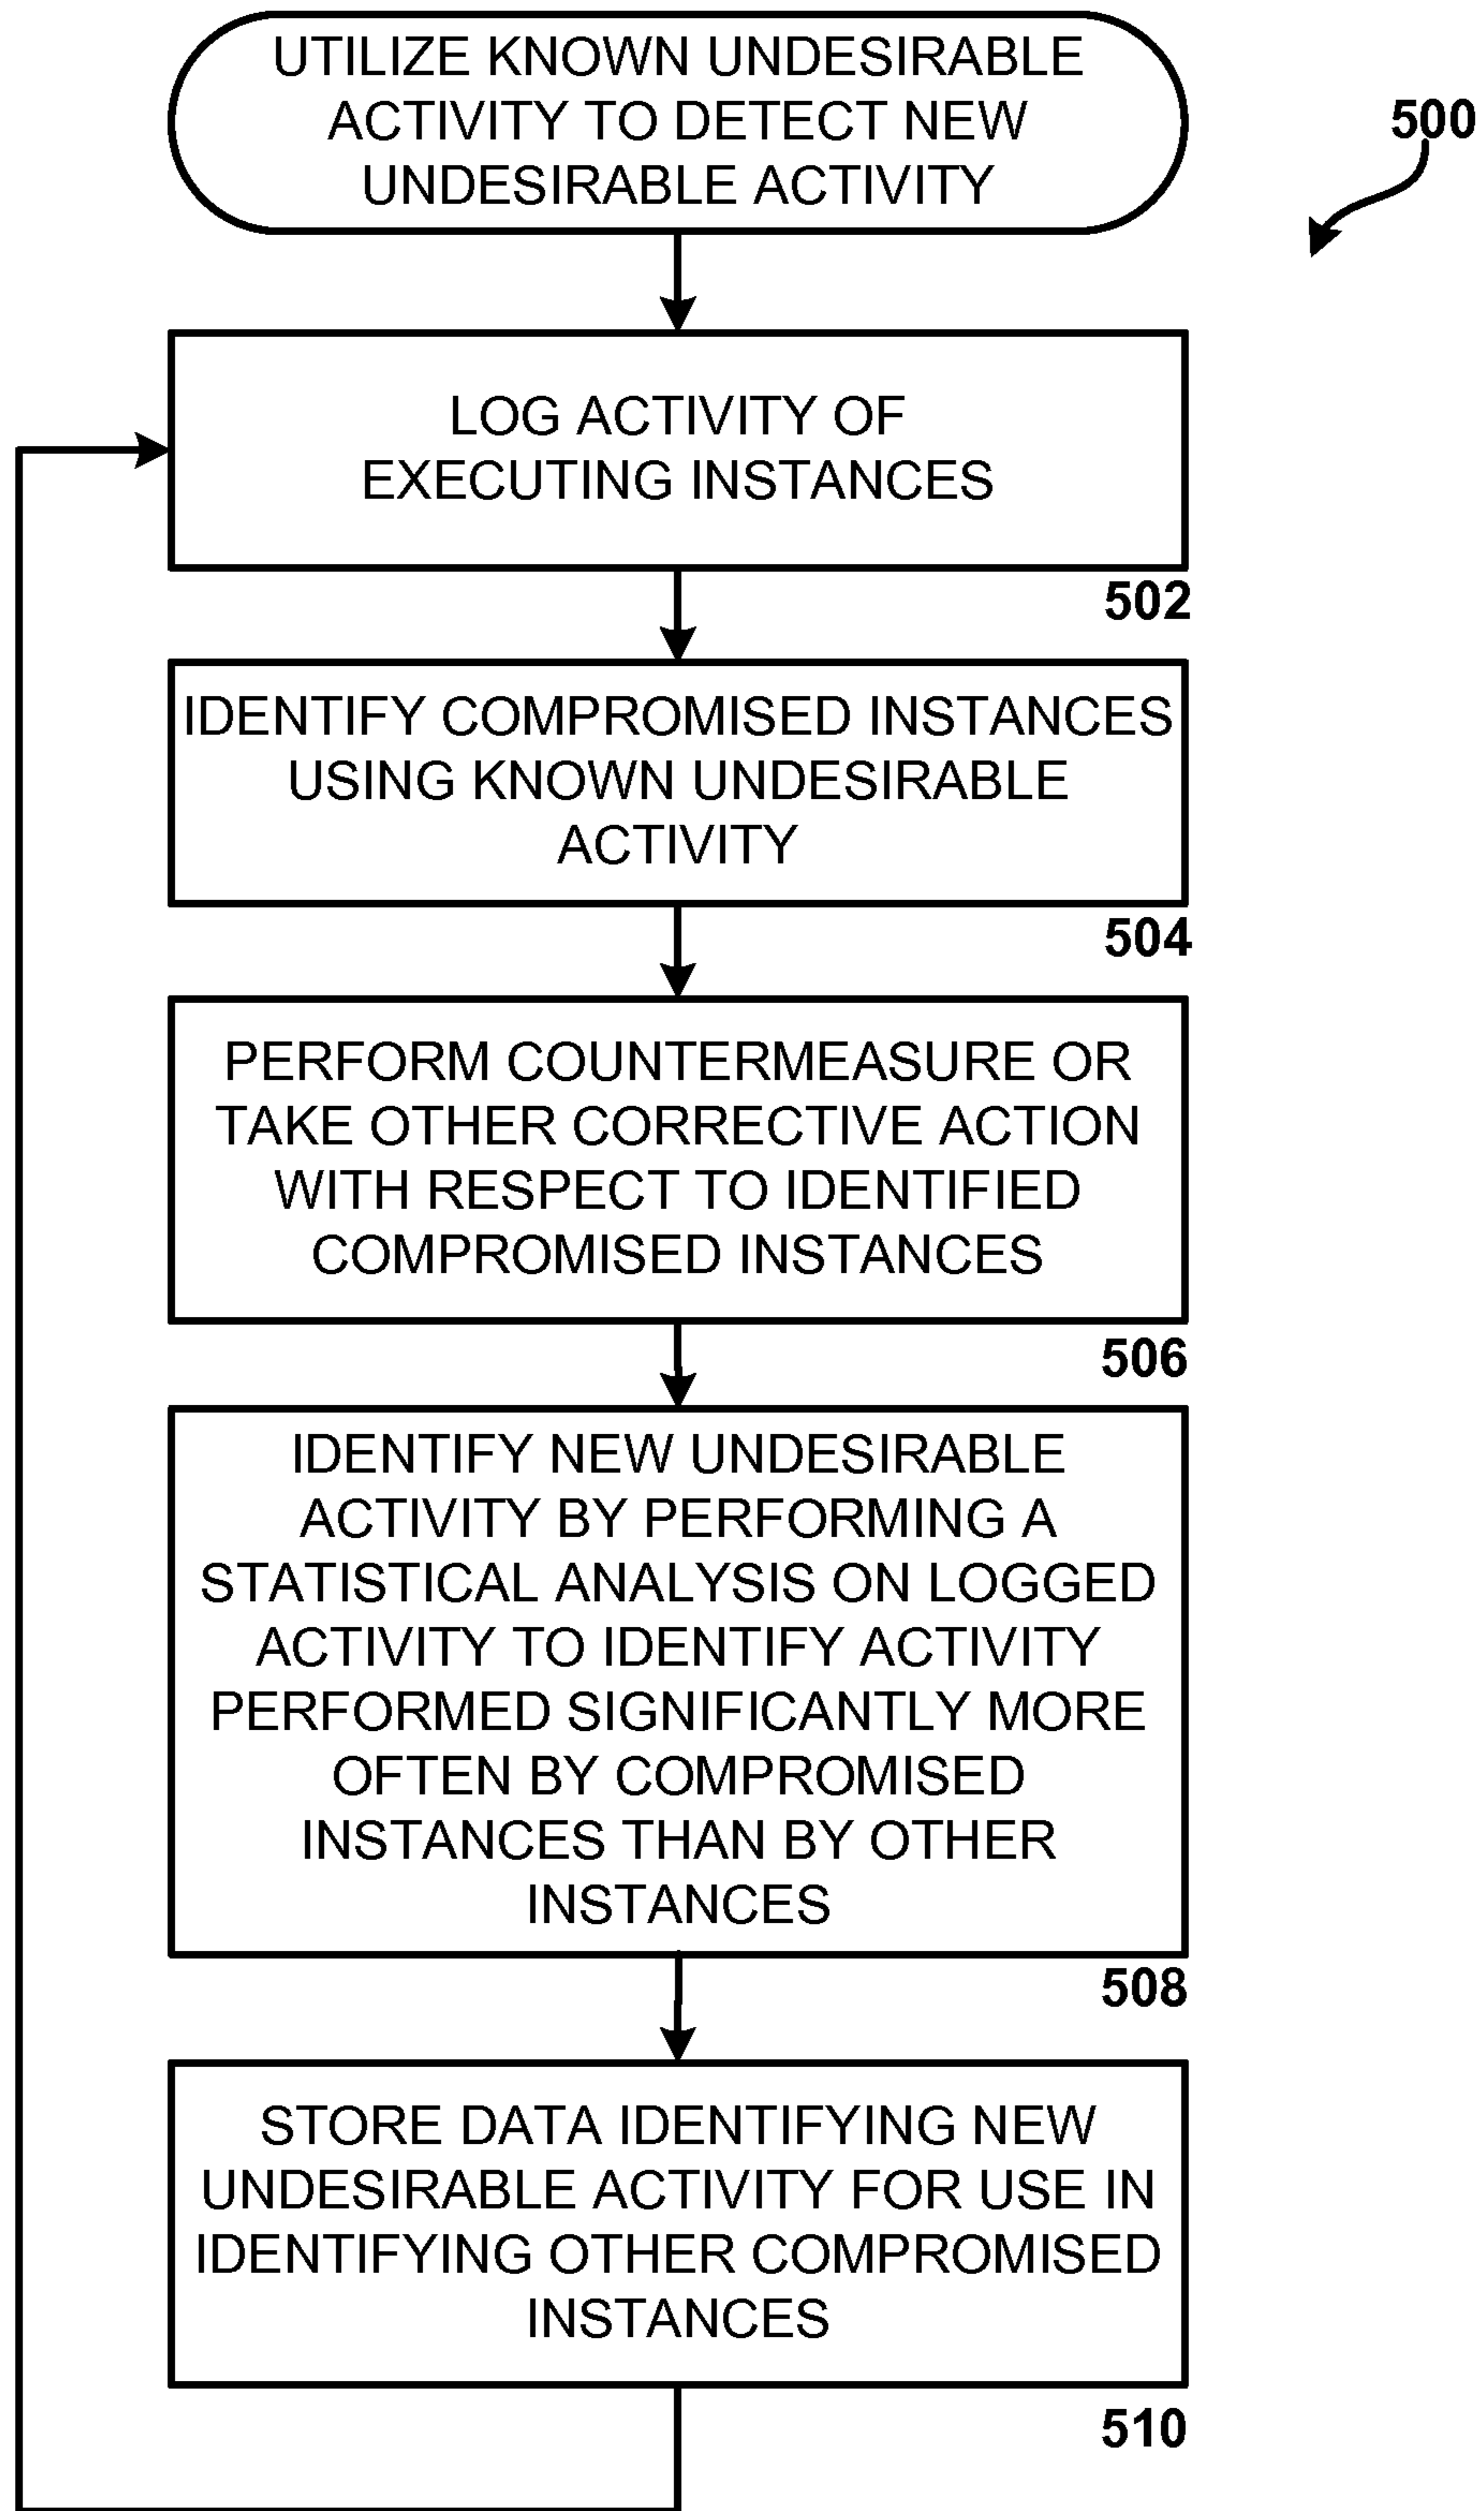 UTILIZE KNOWN UNDESIRABLE
ACTIVITY TO DETECT NEW
UNDESIRABLE ACTIVITY
500
LOG ACTIVITY OF
EXECUTING INSTANCES
502
IDENTIFY COMPROMISED INSTANCES
USING KNOWN UNDESIRABLE
ACTIVITY
504
PERFORM COUNTERMEASURE OR
TAKE OTHER CORRECTIVE ACTION
WITH RESPECT TO IDENTIFIED
COMPROMISED INSTANCES
506
IDENTIFY NEW UNDESIRABLE
ACTIVITY BY PERFORMING A
STATISTICAL ANALYSIS ON LOGGED
ACTIVITY TO IDENTIFY ACTIVITY
PERFORMED SIGNIFICANTLY MORE
OFTEN BY COMPROMISED
INSTANCES THAN BY OTHER
INSTANCES
508
STORE DATA IDENTIFYING NEW
UNDESIRABLE ACTIVITY FOR USE IN
IDENTIFYING OTHER COMPROMISED
INSTANCES
510